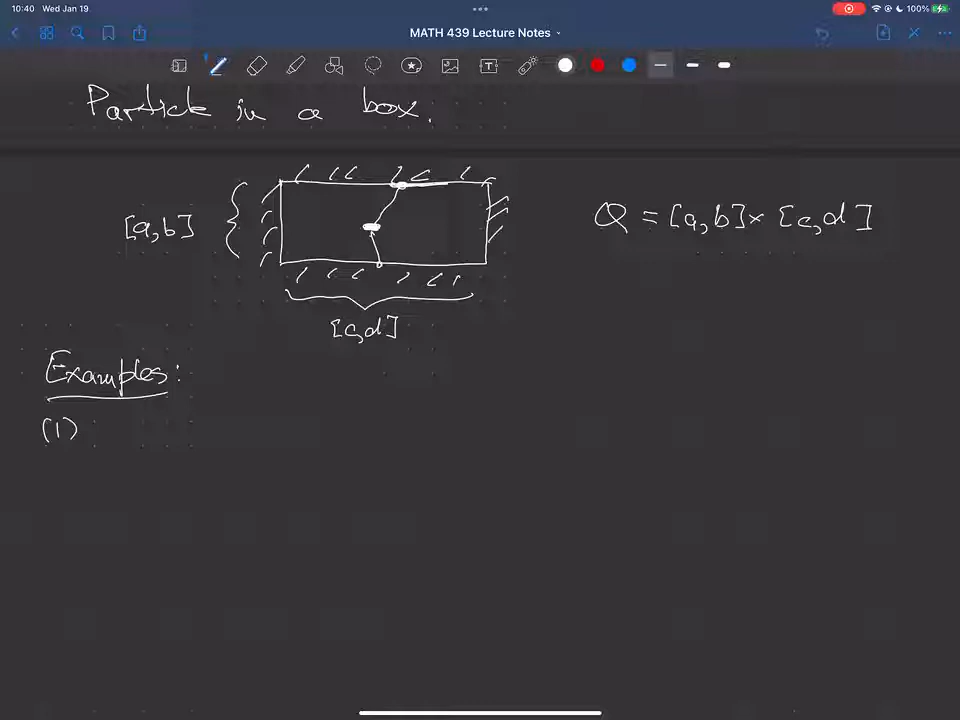 10:40 Wed Jan 19
100%
MATH 439 Lecture Notes
Particle in a box.
[a,b]
Q = [a,b] × [c,d]
[c,d]
Examples:
(1)